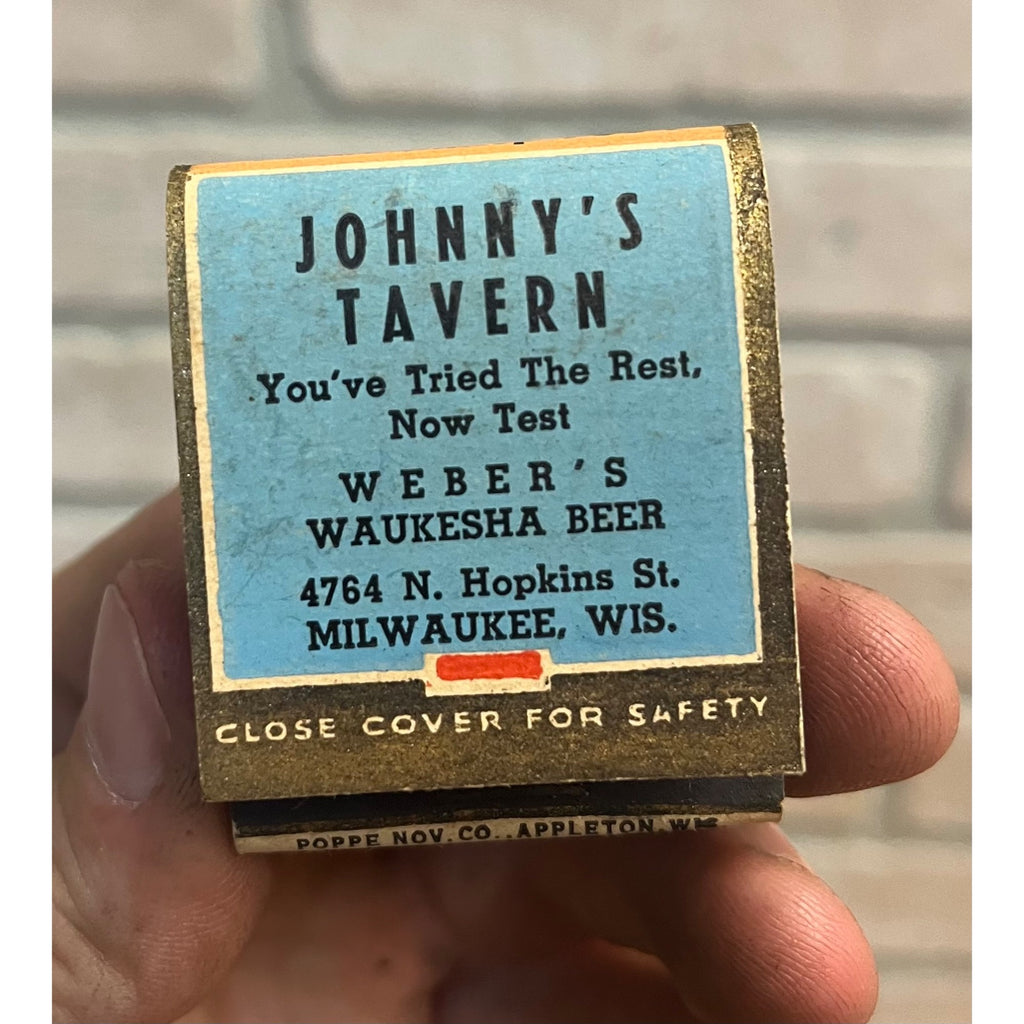 JOHNNY'S
TAVERN
You've Tried The Rest,
Now Test
WEBER'S
WAUKESHA BEER
4764 N. Hopkins St.
MILWAUKEE, WIS.
CLOSE COVER FOR SAFETY
POPPE NOV. CO., APPLETON, WIS.